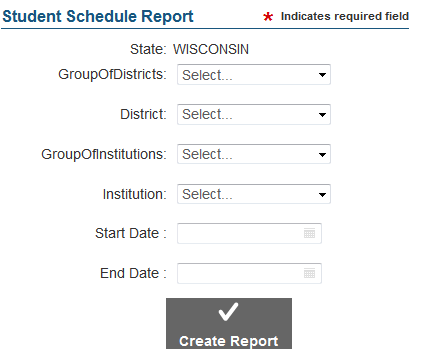 Student Schedule Report * Indicates required field
State: WISCONSIN
GroupOfDistricts: Select...
District: Select...
GroupOfInstitutions: Select...
Institution: Select...
Start Date :
End Date :
Create Report